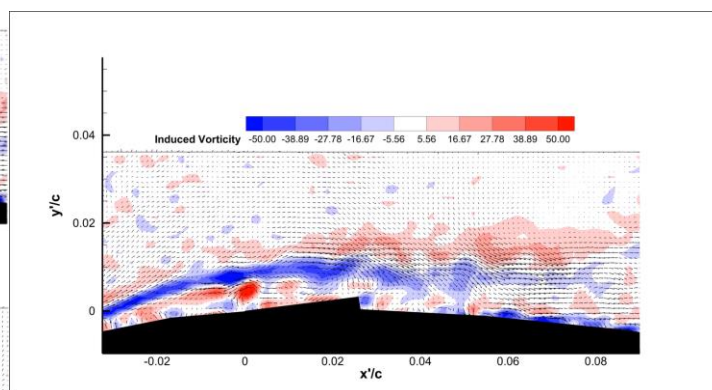 0.04
Induced Vorticity -50.00 -38.89 -27.78 -16.67 -5.56 5.56 16.67 27.78 38.89 50.00
y'/c
0.02
0
-0.02 0 0.02 0.04 0.06 0.08
x'/c